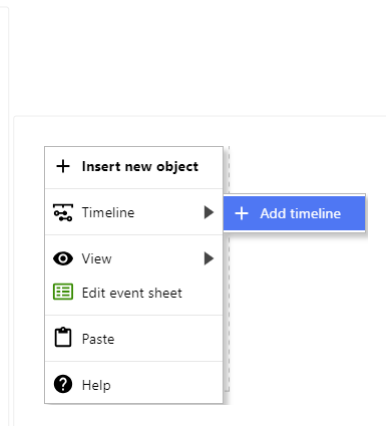 Insert new object
Timeline
Add timeline
View
Edit event sheet
Paste
Help